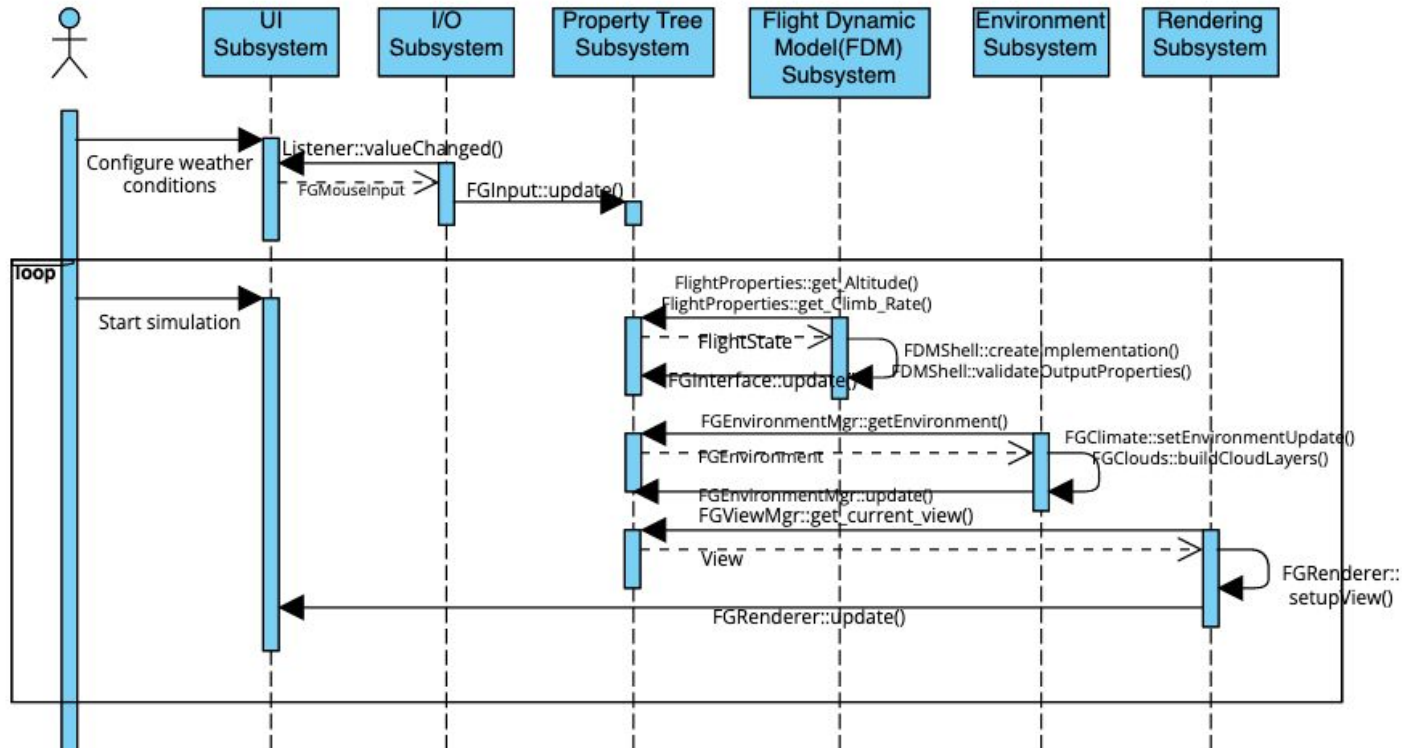 UI
Subsystem
I/O
Subsystem
Property Tree
Subsystem
Flight Dynamic
Model(FDM)
Subsystem
Environment
Subsystem
Rendering
Subsystem
Configure weather
conditions
Listener::valueChanged()
FGMouseInput
FGInput::update()
loop
Start simulation
FlightProperties::get_Altitude()
FlightProperties::get_Climb_Rate()
FlightState
FDMShell::createImplementation()
FDMShell::validateOutputProperties()
FGInterface::update()
FGEnvironmentMgr::getEnvironment()
FGEnvironment
FGClimate::setEnvironmentUpdate()
FGClouds::buildCloudLayers()
FGEnvironmentMgr::update()
FGViewMgr::get_current_view()
View
FGRenderer::
setupView()
FGRenderer::update()